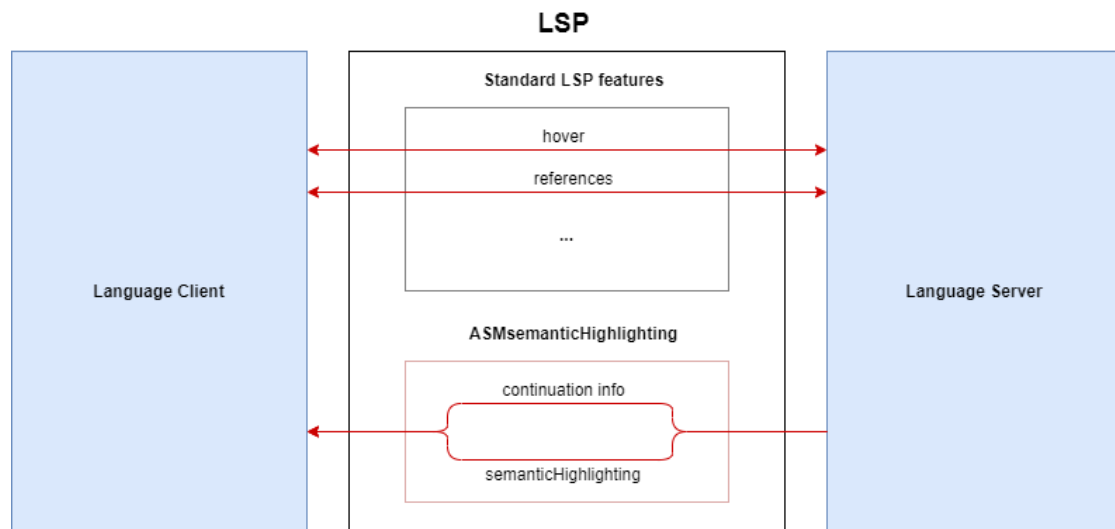 LSP
Standard LSP features
hover
references
...
Language Client
Language Server
ASMsemanticHighlighting
continuation info
semanticHighlighting